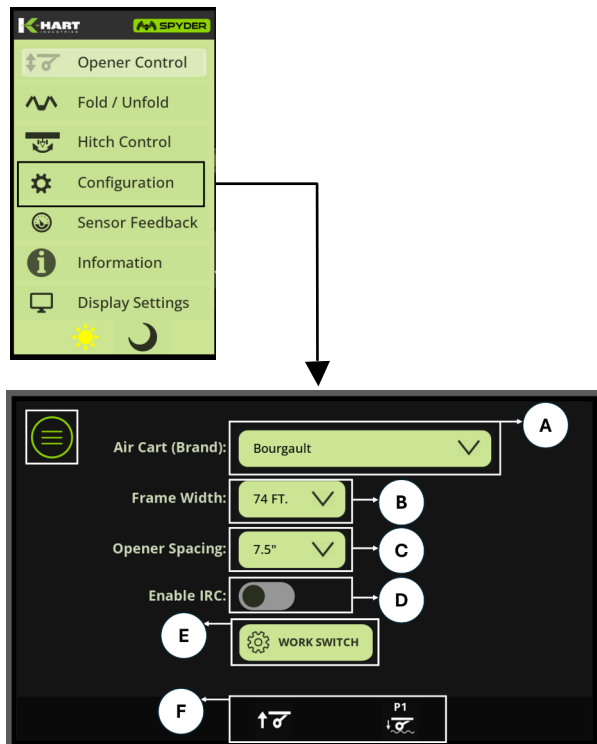 K-HART
INDUSTRIES
SPYDER
Opener Control
Fold / Unfold
Hitch Control
Configuration
Sensor Feedback
Information
Display Settings
A
Air Cart (Brand): Bourgault
Frame Width: 74 FT. B
Opener Spacing: 7.5" C
Enable IRC: D
E WORK SWITCH
F P1